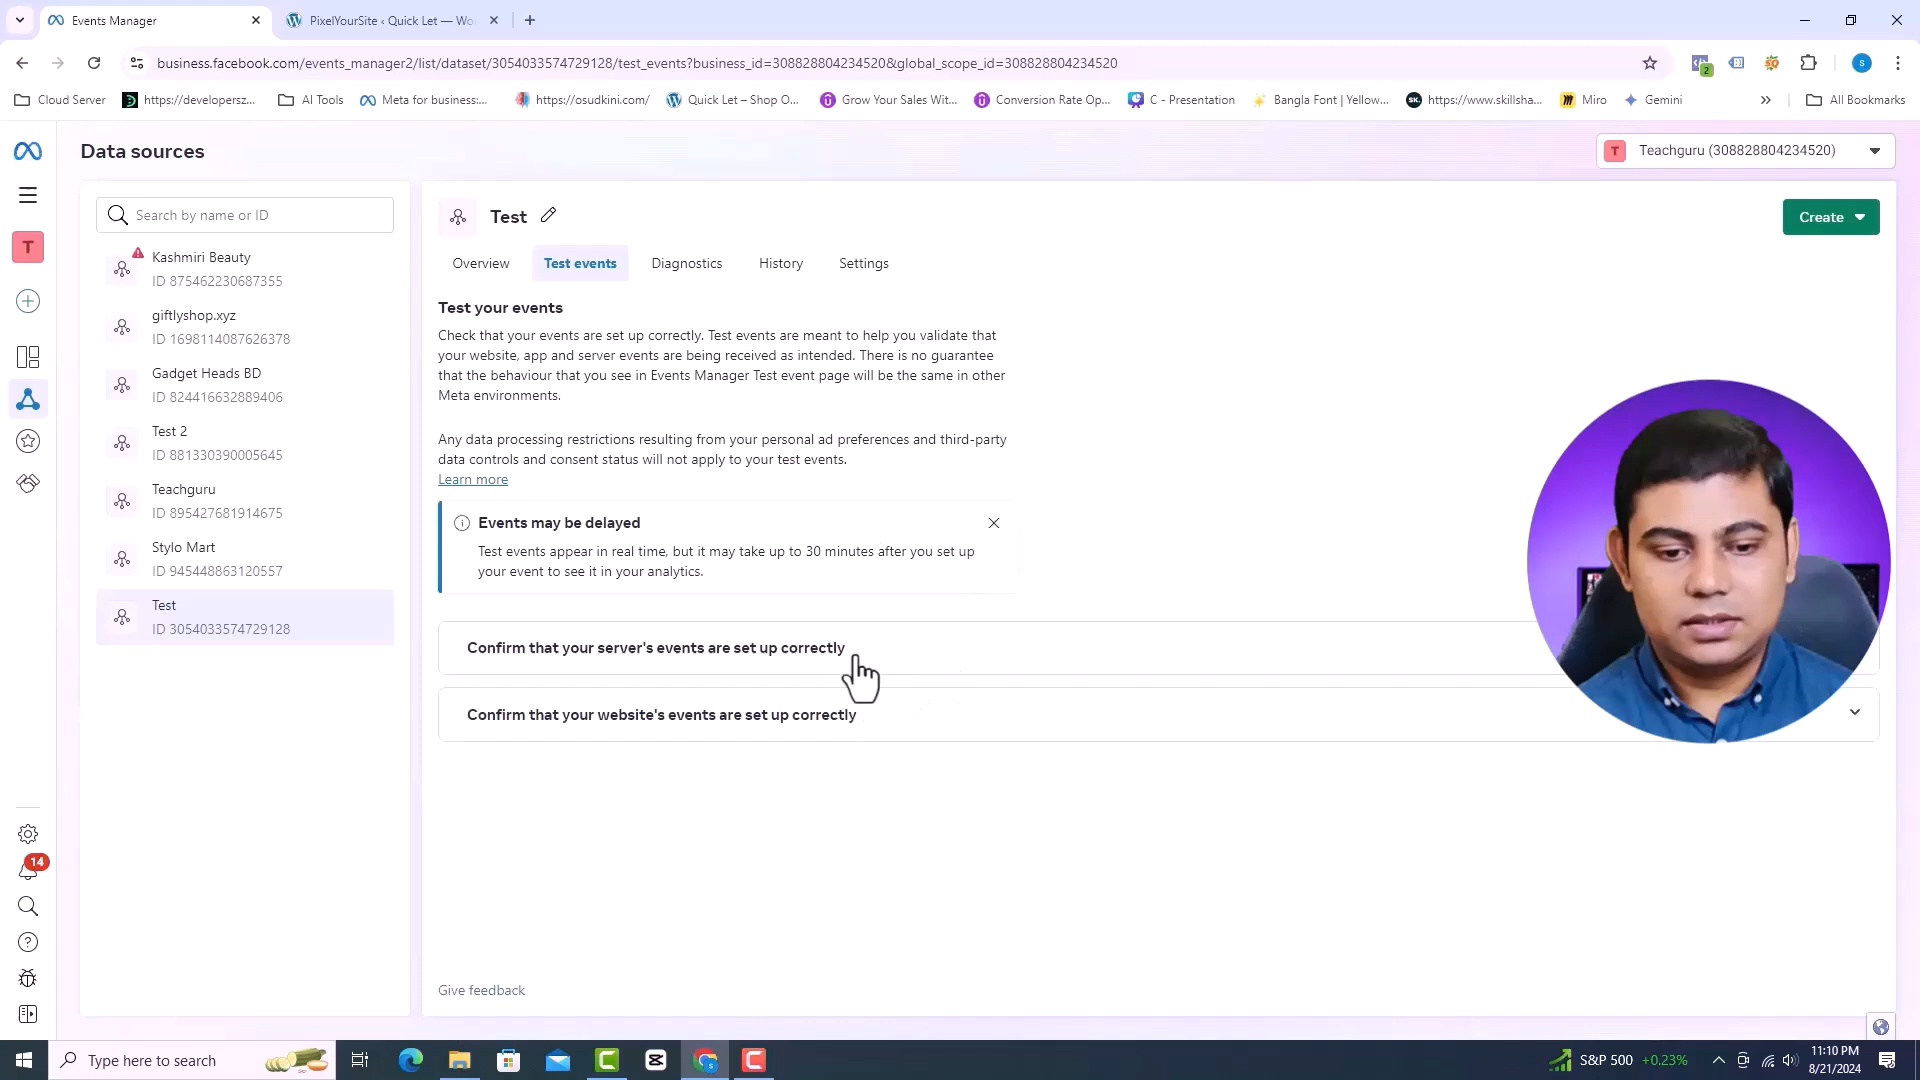 Events Manager
PixelYourSite ‹ Quick Let — Wo
business.facebook.com/events_manager2/list/dataset/3054033574729128/test_events?business_id=308828804234520&global_scope_id=308828804234520
2
S
Cloud Server
https://developersz...
AI Tools
Meta for business:...
https://osudkini.com/
Quick Let – Shop O...
Grow Your Sales Wit...
Conversion Rate Op...
C - Presentation
Bangla Font | Yellow...
https://www.skillsha...
Miro
Gemini
»
All Bookmarks
Data sources
T
Teachguru (308828804234520)
Search by name or ID
Test
Create
T
Kashmiri Beauty
ID 875462230687355
Overview
Test events
Diagnostics
History
Settings
giftlyshop.xyz
ID 1698114087626378
Gadget Heads BD
ID 824416632889406
Test 2
ID 881330390005645
Teachguru
ID 895427681914675
Stylo Mart
ID 945448863120557
Test
ID 3054033574729128
Test your events
Check that your events are set up correctly. Test events are meant to help you validate that
your website, app and server events are being received as intended. There is no guarantee
that the behaviour that you see in Events Manager Test event page will be the same in other
Meta environments.
Any data processing restrictions resulting from your personal ad preferences and third-party
data controls and consent status will not apply to your test events.
Learn more
Events may be delayed
Test events appear in real time, but it may take up to 30 minutes after you set up
your event to see it in your analytics.
Confirm that your server's events are set up correctly
Confirm that your website's events are set up correctly
14
Give feedback
Type here to search
S&P 500 +0.23%
11:10 PM
8/21/2024